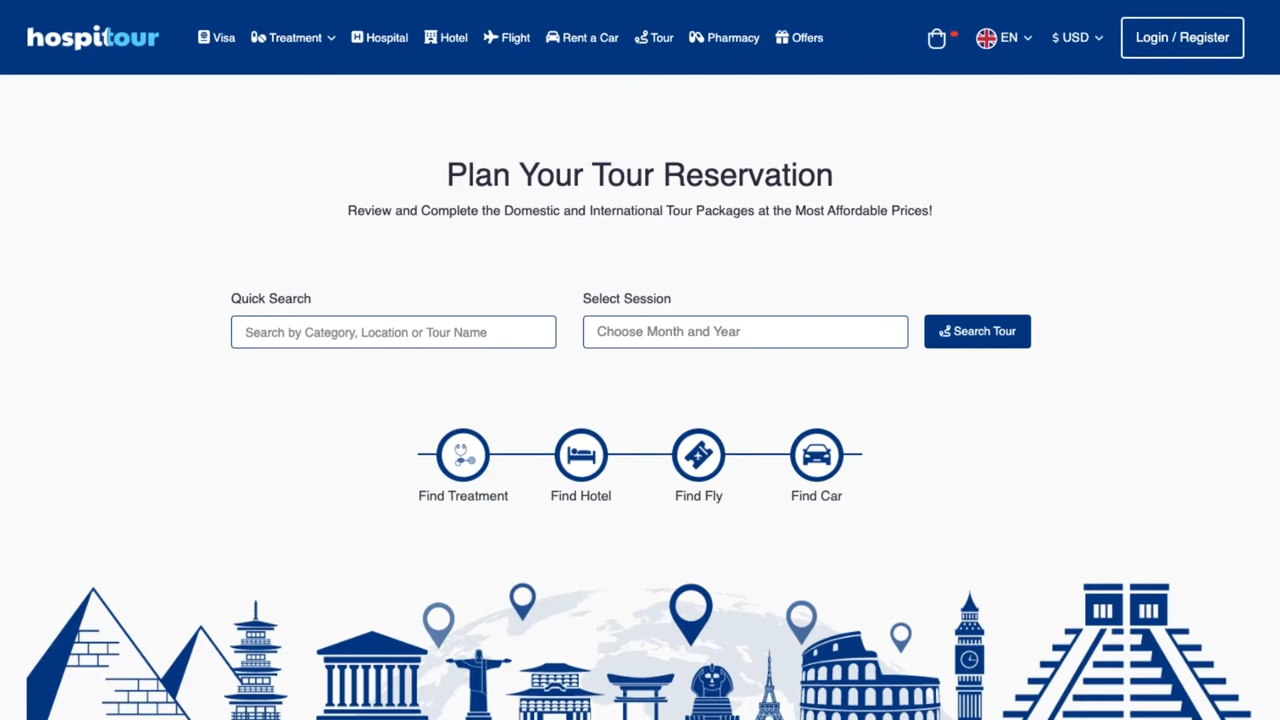 hospitour Visa Treatment Hospital Hotel Flight Rent a Car Tour Pharmacy Offers EN $ USD Login / Register
Plan Your Tour Reservation
Review and Complete the Domestic and International Tour Packages at the Most Affordable Prices!
Quick Search Select Session
Search by Category, Location or Tour Name Choose Month and Year Search Tour
Find Treatment Find Hotel Find Fly Find Car